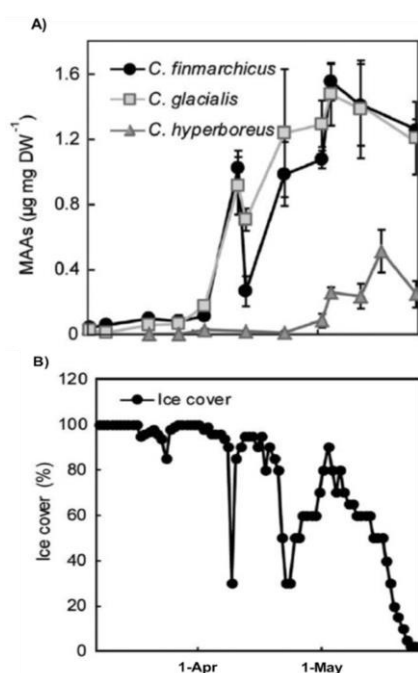 A)
C. finmarchicus
C. glacialis
C. hyperboreus
MAAs (µg mg DW⁻¹)
1.6
1.2
0.8
0.4
0
B)
Ice cover
Ice cover (%)
120
100
80
60
40
20
0
1-Apr
1-May